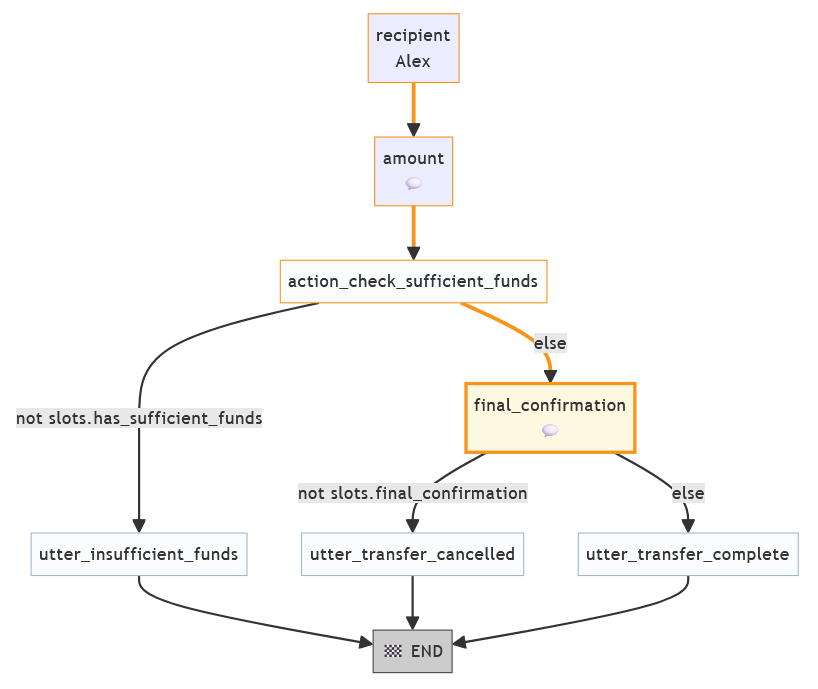 recipient
Alex
amount
action_check_sufficient_funds
else
not slots.has_sufficient_funds
final_confirmation
not slots.final_confirmation
else
utter_insufficient_funds
utter_transfer_cancelled
utter_transfer_complete
END